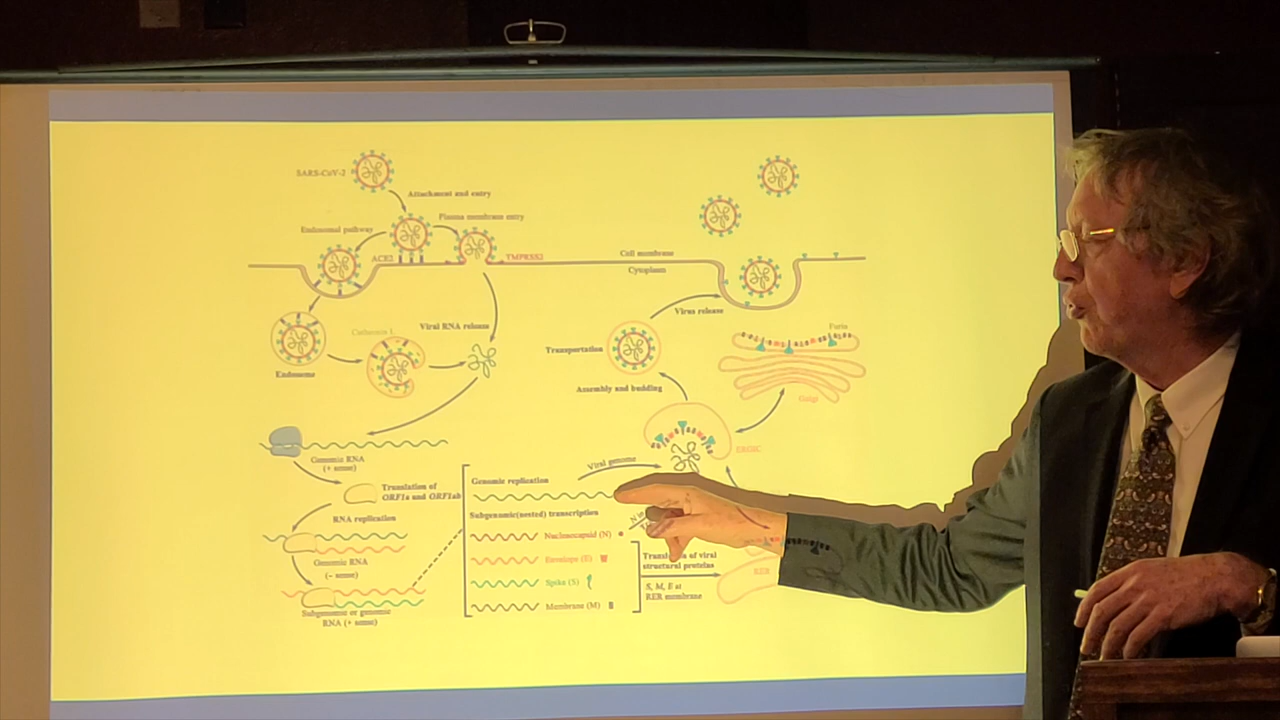 SARS-CoV-2
Attachment and entry
Endosomal pathway
Plasma membrane entry
ACE2
TMPRSS2
Cell membrane
Cytoplasm
Viral RNA release
Cathepsin L
Endosome
Virus release
Transportation
Assembly and budding
Furin
Golgi
ERGIC
Genomic RNA
(+ sense)
Translation of
ORF1a and ORF1ab
RNA replication
Genomic RNA
(- sense)
Subgenomic or genomic
RNA (+ sense)
Viral genome
Genomic replication
Subgenomic(nested) transcription
Nucleocapsid (N)
Envelope (E)
Spike (S)
Membrane (M)
N in
of viral
structural proteins
S, M, E at
RER membrane
RER